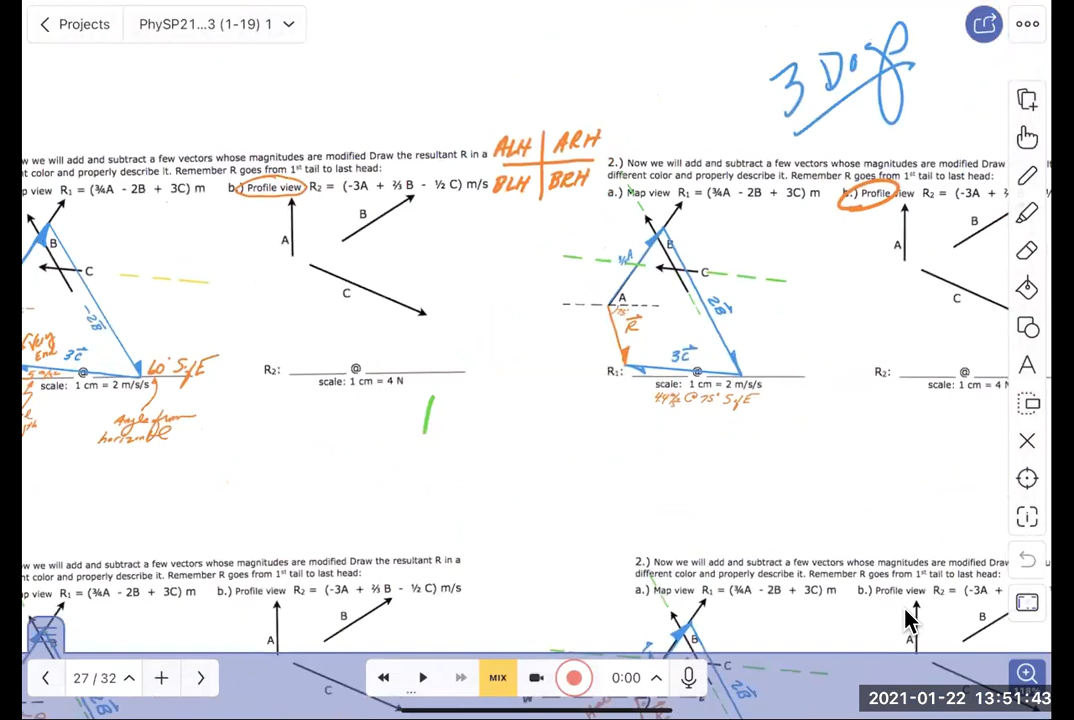 Projects
PhySP21...3 (1-19) 1
3 Dog
w we will add and subtract a few vectors whose magnitudes are modified Draw the resultant R in a
nt color and properly describe it. Remember R goes from 1st tail to last head:
p view R₁ = (¾A - 2B + 3C) m b.) Profile view R₂ = (-3A + ⅔ B - ½ C) m/s
ALH ARH
BLH BRH
B
C
-2B
3C
@
60° S of E
scale: 1 cm = 2 m/s/s
Angle from
horizontal
A
B
C
R₂: @
scale: 1 cm = 4 N
2.) Now we will add and subtract a few vectors whose magnitudes are modified Draw
different color and properly describe it. Remember R goes from 1st tail to last head:
a.) Map view R₁ = (¾A - 2B + 3C) m b.) Profile view R₂ = (-3A +
¾A
B
C
A
75°
R
2B
3C
R₁: @
scale: 1 cm = 2 m/s/s
A
B
C
R₂: @
scale: 1 cm = 4 N
w we will add and subtract a few vectors whose magnitudes are modified Draw the resultant R in a
nt color and properly describe it. Remember R goes from 1st tail to last head:
p view R₁ = (¾A - 2B + 3C) m b.) Profile view R₂ = (-3A + ⅔ B - ½ C) m/s
A
B
C
2.) Now we will add and subtract a few vectors whose magnitudes are modified Draw
different color and properly describe it. Remember R goes from 1st tail to last head:
a.) Map view R₁ = (¾A - 2B + 3C) m b.) Profile view R₂ = (-3A +
B
C
2B
A
B
27 / 32
MIX
0:00
2021-01-22 13:51:43